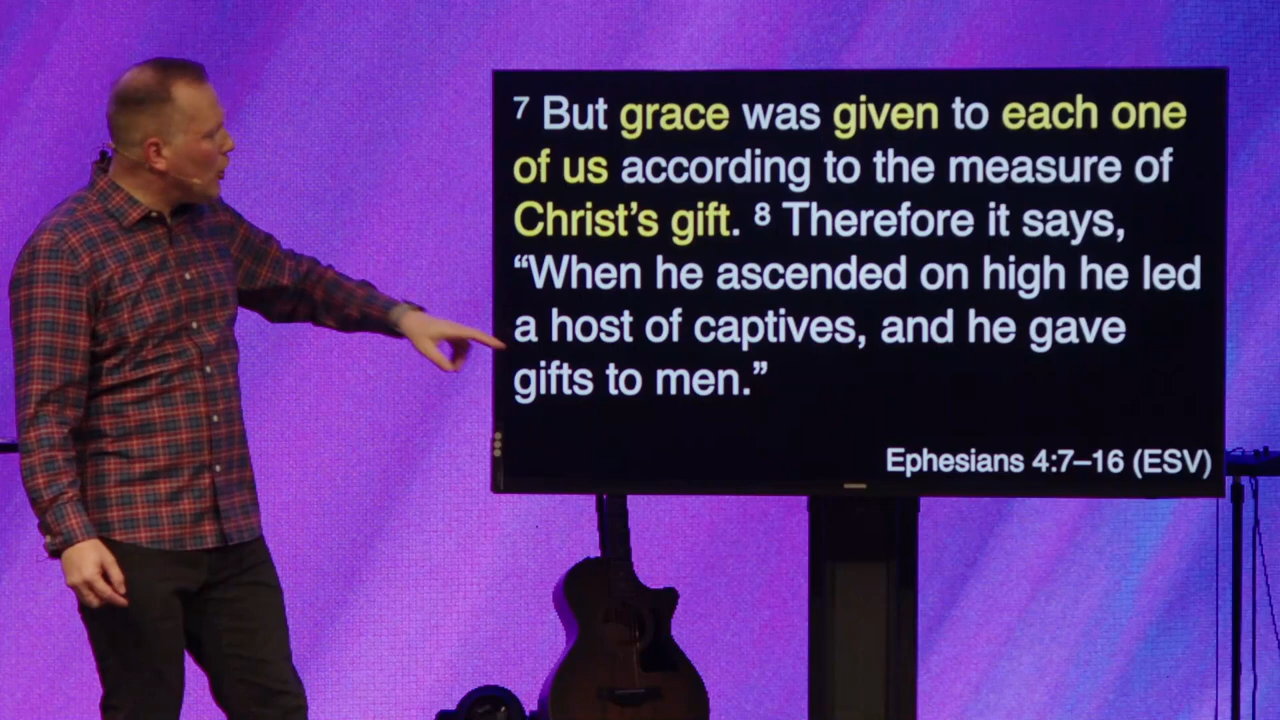 7 But grace was given to each one
of us according to the measure of
Christ’s gift. 8 Therefore it says,
“When he ascended on high he led
a host of captives, and he gave
gifts to men.”
Ephesians 4:7–16 (ESV)